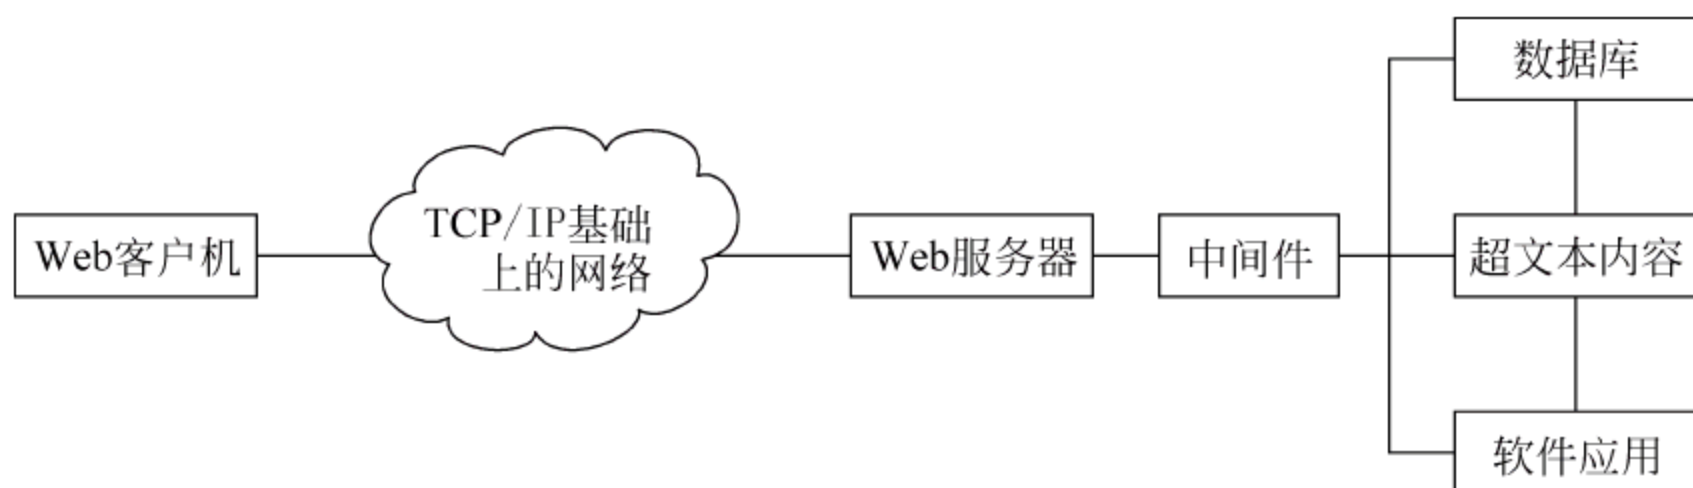 数据库
TCP/IP基础
上的网络
Web客户机
Web服务器
中间件
超文本内容
软件应用